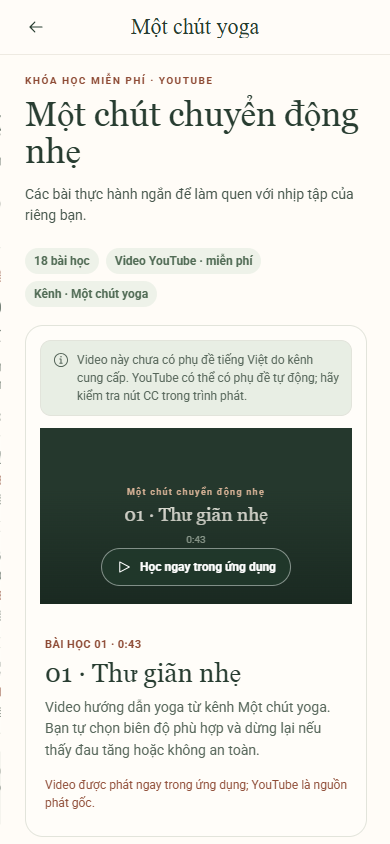 Một chút yoga
KHÓA HỌC MIỄN PHÍ · YOUTUBE
Một chút chuyển động
nhẹ
Các bài thực hành ngắn để làm quen với nhịp tập của
riêng bạn.
18 bài học
Video YouTube · miễn phí
Kênh · Một chút yoga
Video này chưa có phụ đề tiếng Việt do kênh
cung cấp. YouTube có thể có phụ đề tự động; hãy
kiểm tra nút CC trong trình phát.
Một chút chuyển động nhẹ
01 · Thư giãn nhẹ
0:43
Học ngay trong ứng dụng
BÀI HỌC 01 · 0:43
01 · Thư giãn nhẹ
Video hướng dẫn yoga từ kênh Một chút yoga.
Bạn tự chọn biên độ phù hợp và dừng lại nếu
thấy đau tăng hoặc không an toàn.
Video được phát ngay trong ứng dụng; YouTube là nguồn
phát gốc.